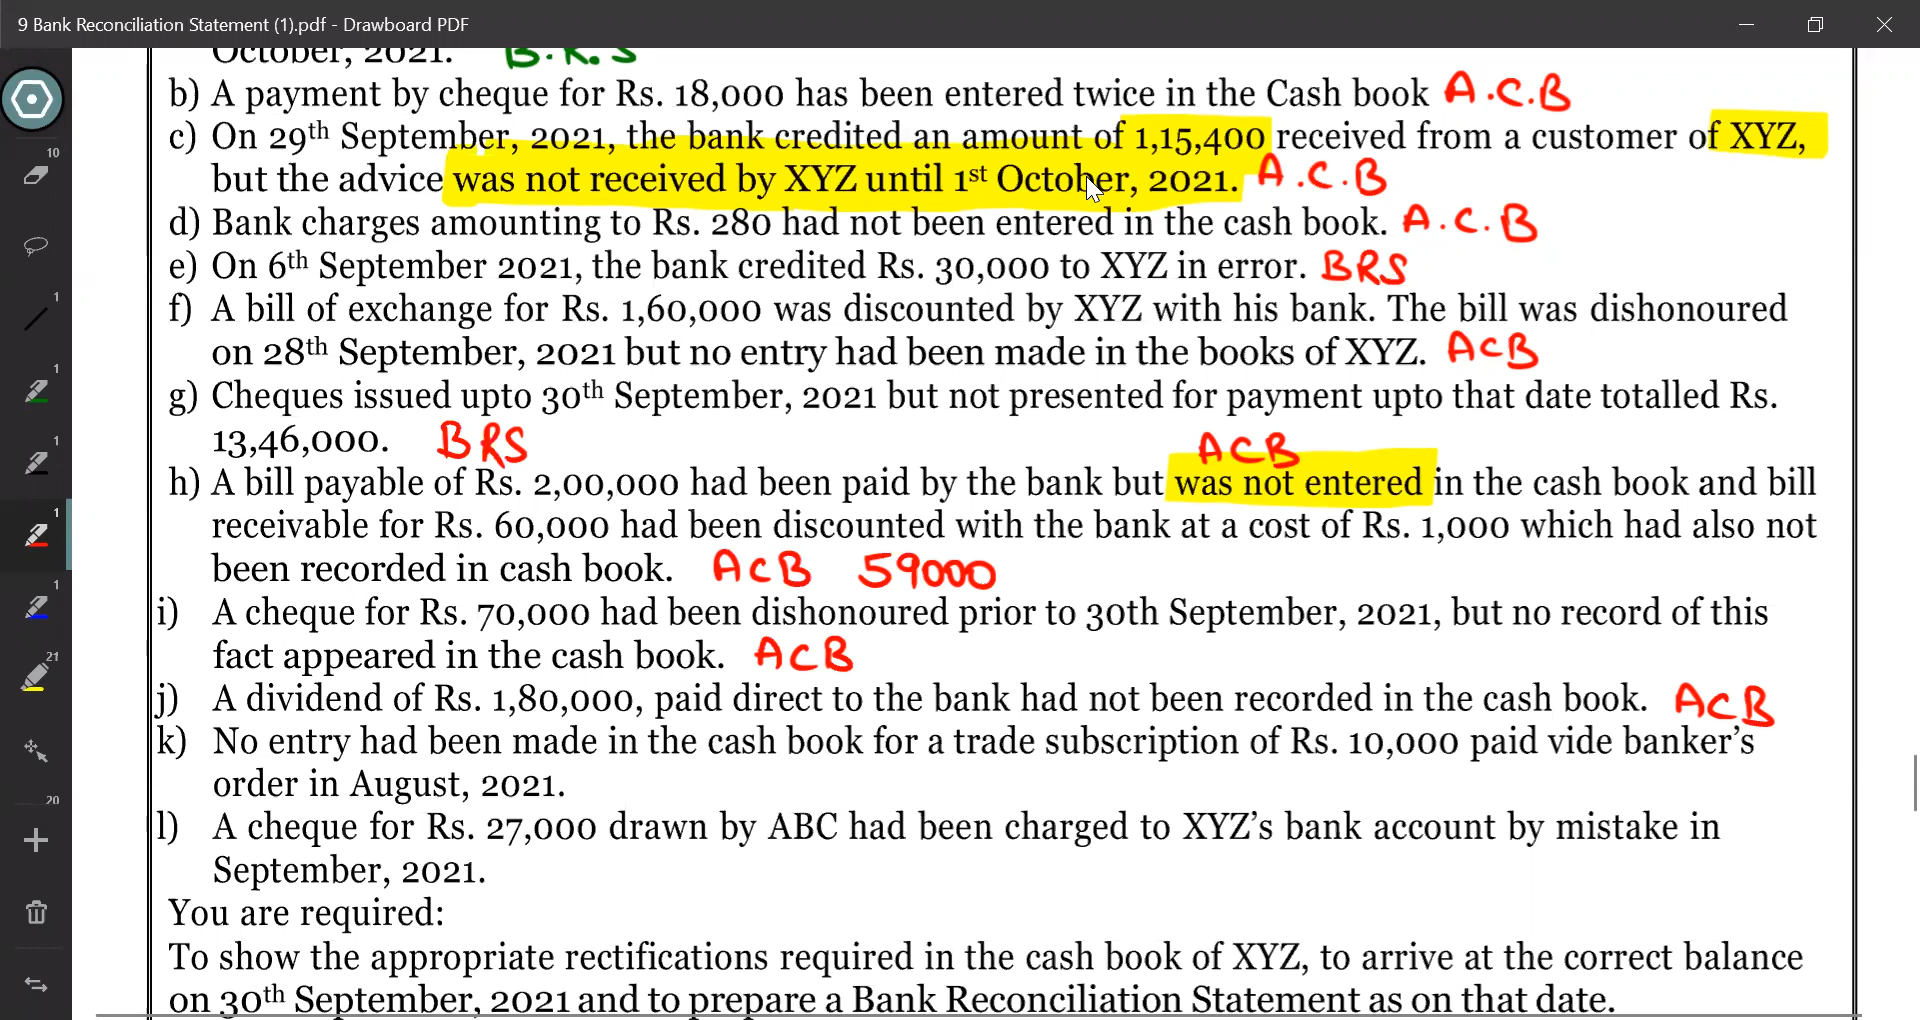 9 Bank Reconciliation Statement (1).pdf - Drawboard PDF
October, 2021. B.R.S
b) A payment by cheque for Rs. 18,000 has been entered twice in the Cash book A.C.B
c) On 29th September, 2021, the bank credited an amount of 1,15,400 received from a customer of XYZ,
but the advice was not received by XYZ until 1st October, 2021. A.C.B
d) Bank charges amounting to Rs. 280 had not been entered in the cash book. A.C.B
e) On 6th September 2021, the bank credited Rs. 30,000 to XYZ in error. BRS
f) A bill of exchange for Rs. 1,60,000 was discounted by XYZ with his bank. The bill was dishonoured
on 28th September, 2021 but no entry had been made in the books of XYZ. ACB
g) Cheques issued upto 30th September, 2021 but not presented for payment upto that date totalled Rs.
13,46,000. BRS
ACB
h) A bill payable of Rs. 2,00,000 had been paid by the bank but was not entered in the cash book and bill
receivable for Rs. 60,000 had been discounted with the bank at a cost of Rs. 1,000 which had also not
been recorded in cash book. ACB 59000
i) A cheque for Rs. 70,000 had been dishonoured prior to 30th September, 2021, but no record of this
fact appeared in the cash book. ACB
j) A dividend of Rs. 1,80,000, paid direct to the bank had not been recorded in the cash book. ACB
k) No entry had been made in the cash book for a trade subscription of Rs. 10,000 paid vide banker's
order in August, 2021.
l) A cheque for Rs. 27,000 drawn by ABC had been charged to XYZ's bank account by mistake in
September, 2021.
You are required:
To show the appropriate rectifications required in the cash book of XYZ, to arrive at the correct balance
on 30th September, 2021 and to prepare a Bank Reconciliation Statement as on that date.
10
1
1
1
1
1
21
20